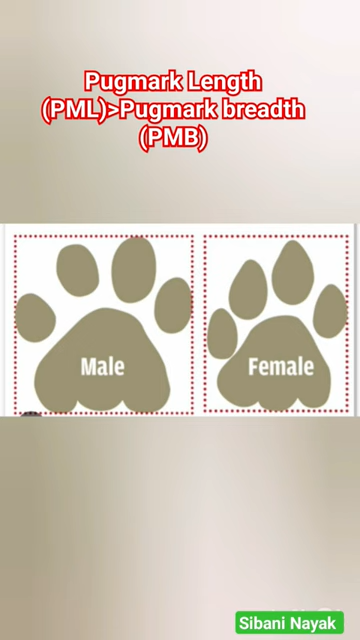 Pugmark Length
(PML)>Pugmark breadth
(PMB)
Male
Female
Sibani Nayak